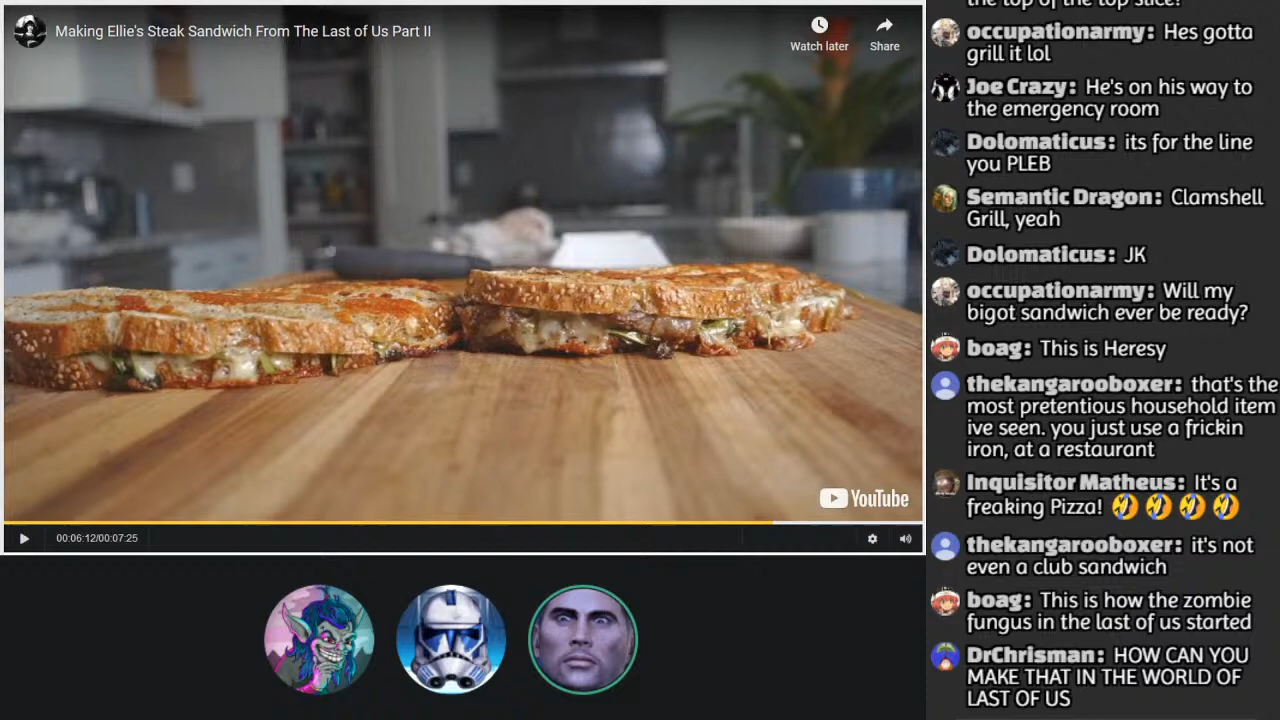 Making Ellie's Steak Sandwich From The Last of Us Part II
Watch later
Share
YouTube
00:06:12/00:07:25
the top of the top slice?
occupationarmy: Hes gotta
grill it lol
Joe Crazy: He's on his way to
the emergency room
Dolomaticus: its for the line
you PLEB
Semantic Dragon: Clamshell
Grill, yeah
Dolomaticus: JK
occupationarmy: Will my
bigot sandwich ever be ready?
boag: This is Heresy
thekangarooboxer: that's the
most pretentious household item
ive seen. you just use a frickin
iron, at a restaurant
Inquisitor Matheus: It's a
freaking Pizza! 🤣 🤣 🤣 🤣
thekangarooboxer: it's not
even a club sandwich
boag: This is how the zombie
fungus in the last of us started
DrChrisman: HOW CAN YOU
MAKE THAT IN THE WORLD OF
LAST OF US